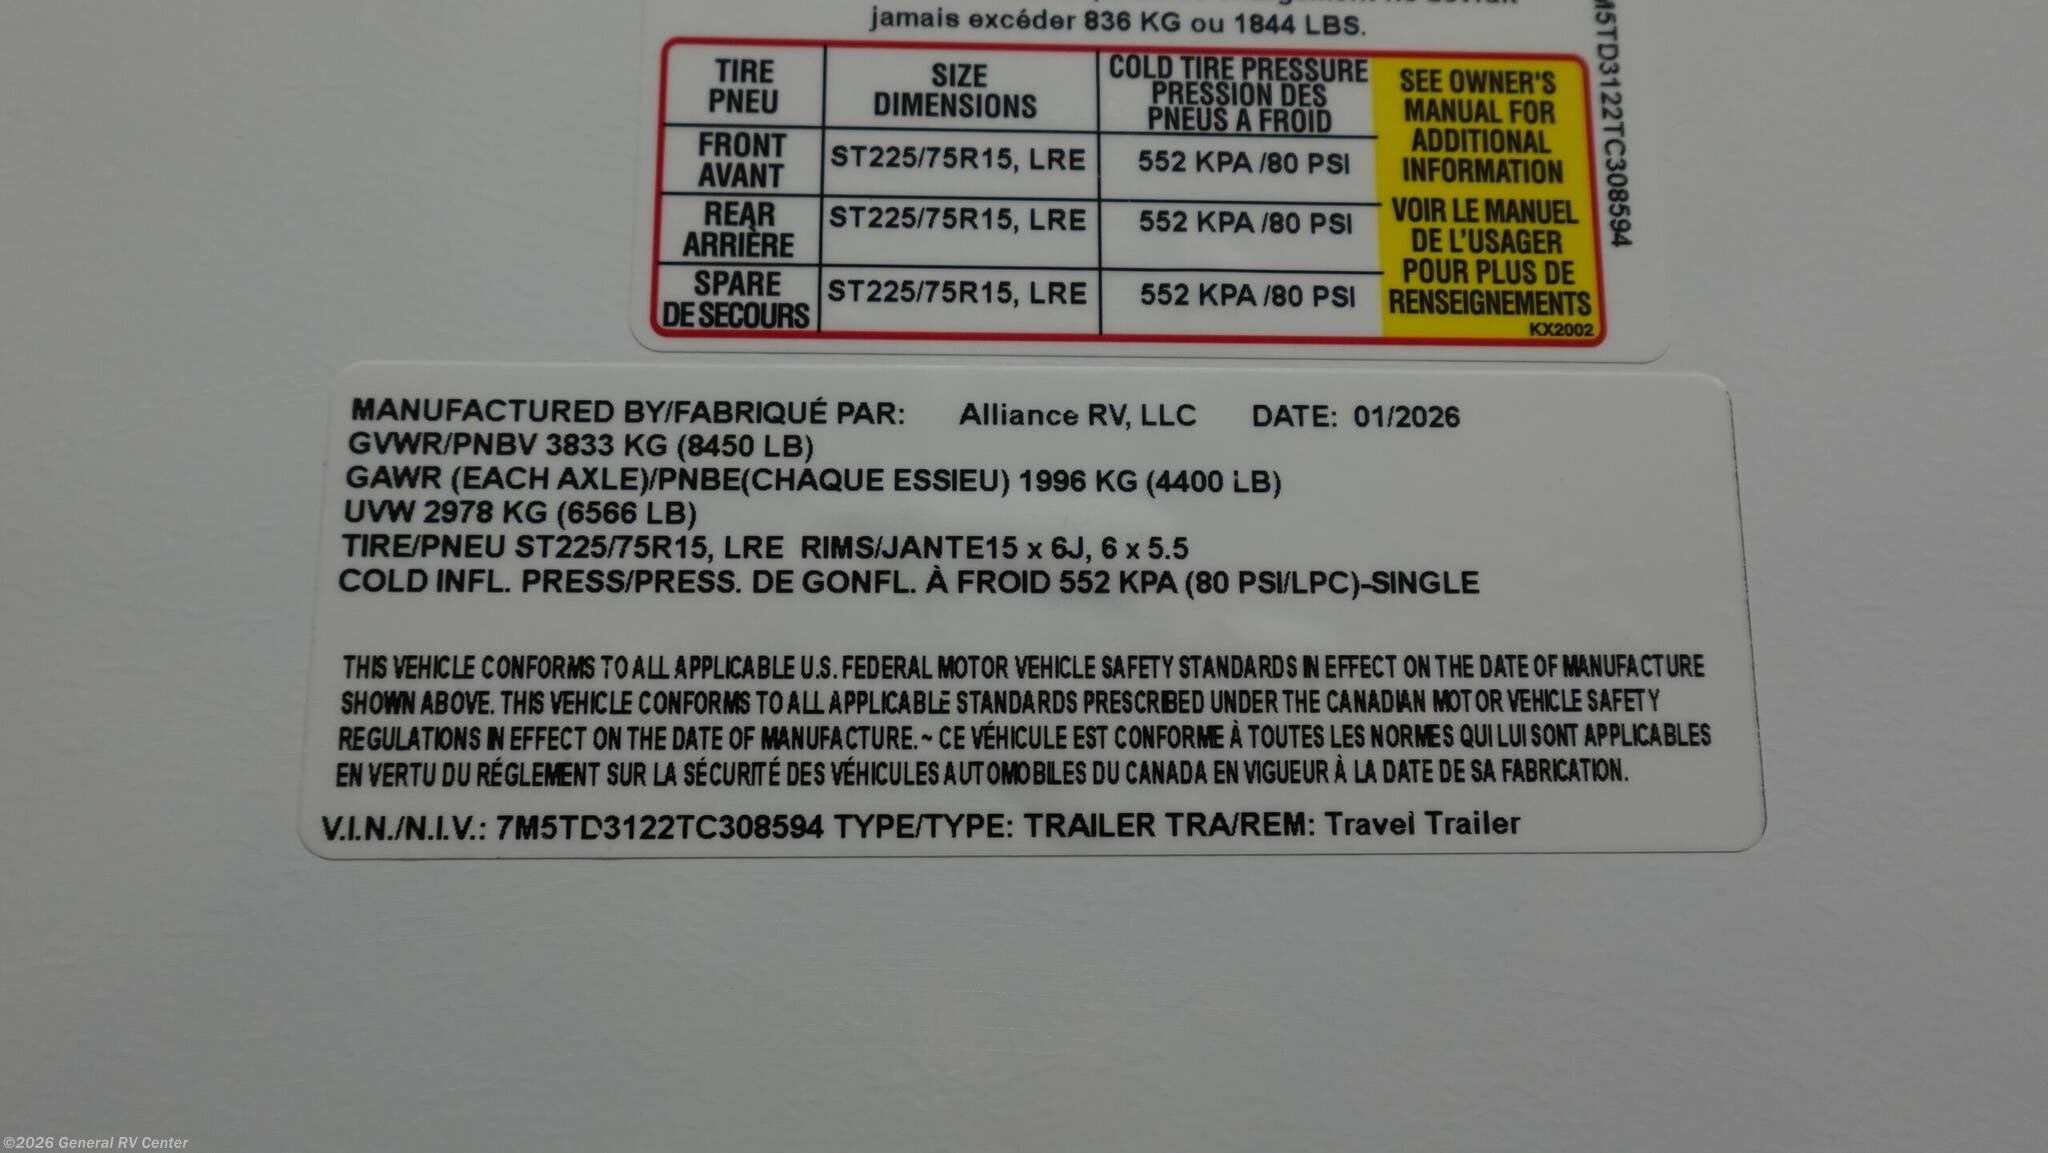 jamais excéder 836 KG ou 1844 LBS.
TIRE
PNEU
SIZE
DIMENSIONS
COLD TIRE PRESSURE
PRESSION DES
PNEUS A FROID
SEE OWNER'S
MANUAL FOR
ADDITIONAL
INFORMATION
VOIR LE MANUEL
DE L'USAGER
POUR PLUS DE
RENSEIGNEMENTS
KX2002
FRONT
AVANT
ST225/75R15, LRE
552 KPA /80 PSI
REAR
ARRIÈRE
ST225/75R15, LRE
552 KPA /80 PSI
SPARE
DE SECOURS
ST225/75R15, LRE
552 KPA /80 PSI
M5TD3122TC308594
MANUFACTURED BY/FABRIQUÉ PAR: Alliance RV, LLC DATE: 01/2026
GVWR/PNBV 3833 KG (8450 LB)
GAWR (EACH AXLE)/PNBE(CHAQUE ESSIEU) 1996 KG (4400 LB)
UVW 2978 KG (6566 LB)
TIRE/PNEU ST225/75R15, LRE RIMS/JANTE15 x 6J, 6 x 5.5
COLD INFL. PRESS/PRESS. DE GONFL. À FROID 552 KPA (80 PSI/LPC)-SINGLE
THIS VEHICLE CONFORMS TO ALL APPLICABLE U.S. FEDERAL MOTOR VEHICLE SAFETY STANDARDS IN EFFECT ON THE DATE OF MANUFACTURE
SHOWN ABOVE. THIS VEHICLE CONFORMS TO ALL APPLICABLE STANDARDS PRESCRIBED UNDER THE CANADIAN MOTOR VEHICLE SAFETY
REGULATIONS IN EFFECT ON THE DATE OF MANUFACTURE. ~ CE VÉHICULE EST CONFORME À TOUTES LES NORMES QUI LUI SONT APPLICABLES
EN VERTU DU RÉGLEMENT SUR LA SÉCURITÉ DES VÉHICULES AUTOMOBILES DU CANADA EN VIGUEUR À LA DATE DE SA FABRICATION.
V.I.N./N.I.V.: 7M5TD3122TC308594 TYPE/TYPE: TRAILER TRA/REM: Travel Trailer
©2026 General RV Center